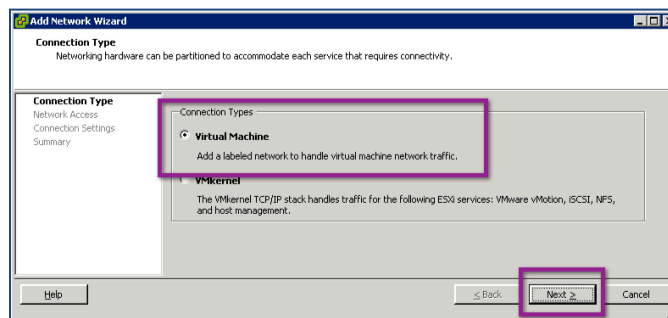 Add Network Wizard
Connection Type
Networking hardware can be partitioned to accommodate each service that requires connectivity.
Connection Type
Network Access
Connection Settings
Summary
Connection Types
Virtual Machine
Add a labeled network to handle virtual machine network traffic.
VMkernel
The VMkernel TCP/IP stack handles traffic for the following ESXi services: VMware vMotion, iSCSI, NFS,
and host management.
Help
≤ Back
Next ≥
Cancel